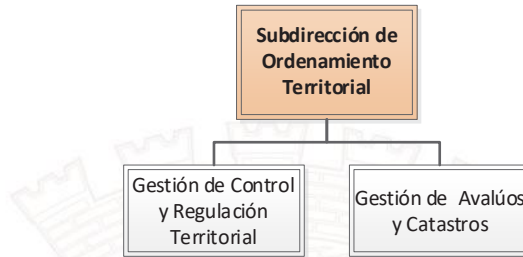 Subdirección de
Ordenamiento
Territorial
Gestión de Control
y Regulación
Territorial
Gestión de Avalúos
y Catastros